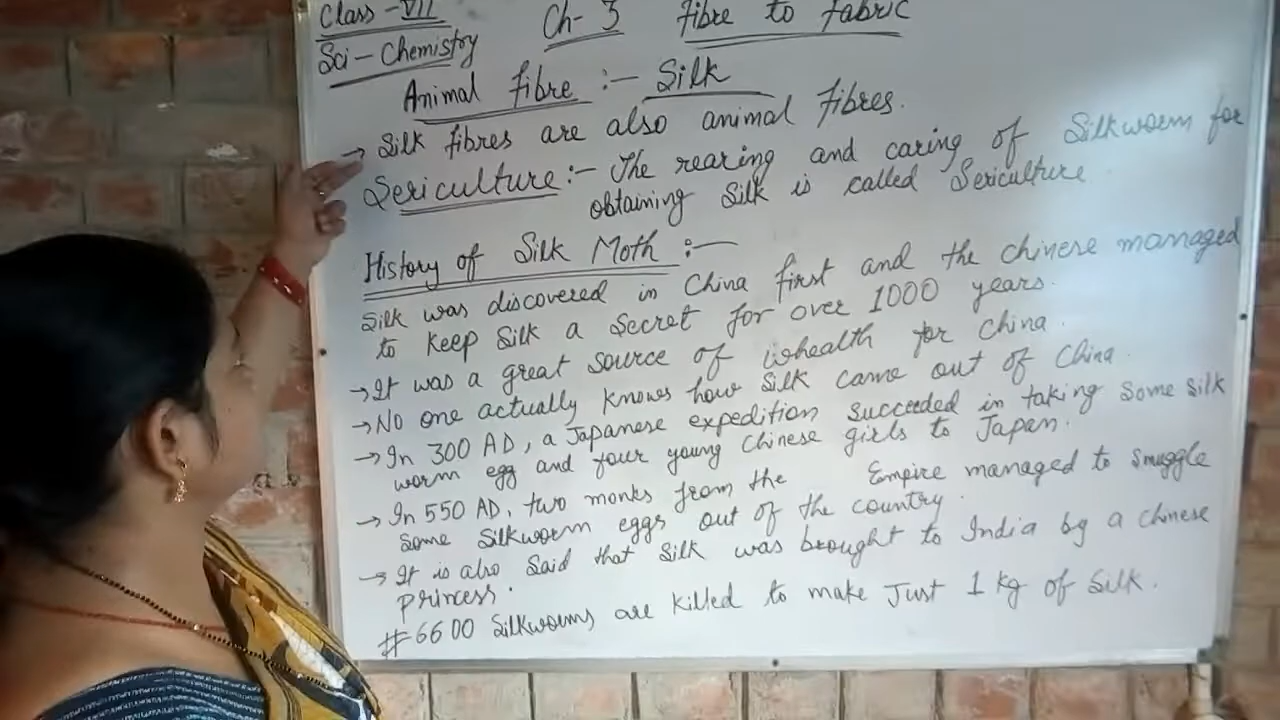 Class - VII Ch- 3 Fibre to Fabric
Sci - Chemistry
Animal Fibre :- Silk
→ Silk fibres are also animal fibres.
Sericulture :- The rearing and caring of Silkworm for
obtaining Silk is called Sericulture
History of Silk Moth :-
Silk was discovered in China first and the Chinese managed
to keep Silk a Secret for over 1000 years.
→ It was a great source of whealth for China.
→ No one actually knows how Silk came out of China.
→ In 300 AD, a Japanese expedition succeeded in taking Some Silk
worm egg and four young Chinese girls to Japan.
→ In 550 AD, two monks from the Empire managed to smuggle
Some Silkworm eggs out of the country.
→ It is also Said that Silk was brought to India by a Chinese
princess.
# 6600 Silkworms are killed to make Just 1 kg of Silk.